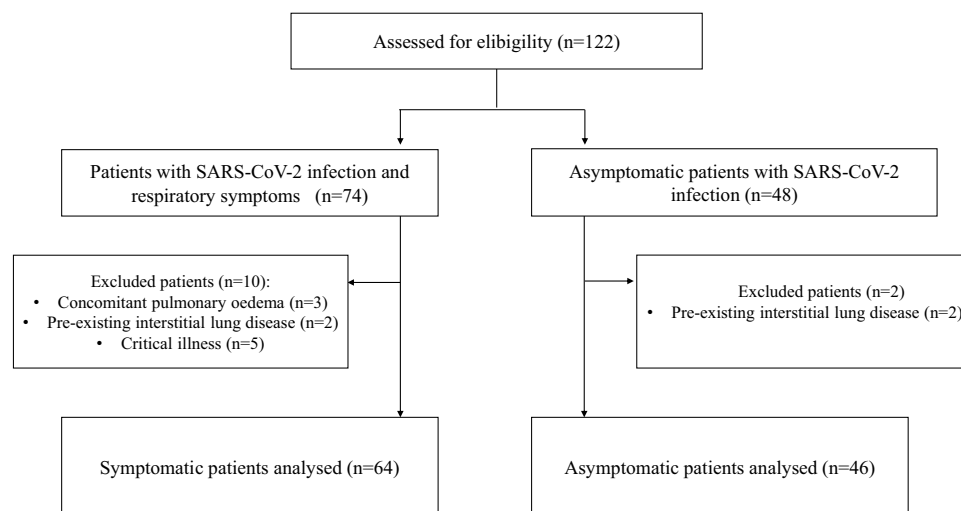 Assessed for elibigility (n=122)
Patients with SARS-CoV-2 infection and
respiratory symptoms (n=74)
Asymptomatic patients with SARS-CoV-2
infection (n=48)
Excluded patients (n=10):
• Concomitant pulmonary oedema (n=3)
• Pre-existing interstitial lung disease (n=2)
• Critical illness (n=5)
Excluded patients (n=2)
• Pre-existing interstitial lung disease (n=2)
Symptomatic patients analysed (n=64)
Asymptomatic patients analysed (n=46)